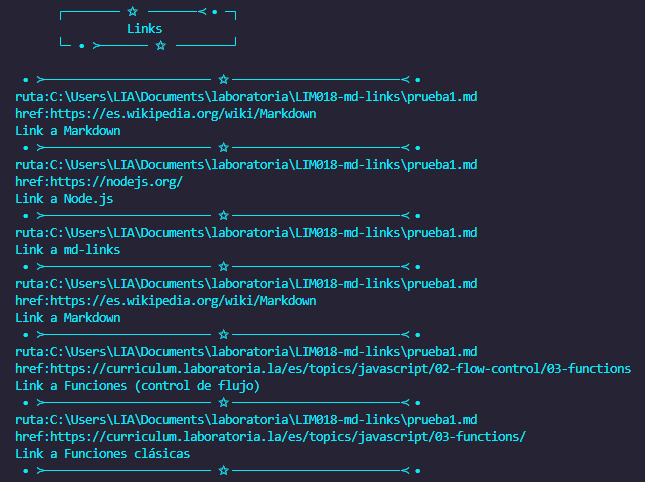 Links
ruta:C:\Users\LIA\Documents\laboratoria\LIM018-md-links\prueba1.md
href:https://es.wikipedia.org/wiki/Markdown
Link a Markdown
ruta:C:\Users\LIA\Documents\laboratoria\LIM018-md-links\prueba1.md
href:https://nodejs.org/
Link a Node.js
ruta:C:\Users\LIA\Documents\laboratoria\LIM018-md-links\prueba1.md
Link a md-links
ruta:C:\Users\LIA\Documents\laboratoria\LIM018-md-links\prueba1.md
href:https://es.wikipedia.org/wiki/Markdown
Link a Markdown
ruta:C:\Users\LIA\Documents\laboratoria\LIM018-md-links\prueba1.md
href:https://curriculum.laboratoria.la/es/topics/javascript/02-flow-control/03-functions
Link a Funciones (control de flujo)
ruta:C:\Users\LIA\Documents\laboratoria\LIM018-md-links\prueba1.md
href:https://curriculum.laboratoria.la/es/topics/javascript/03-functions/
Link a Funciones clásicas